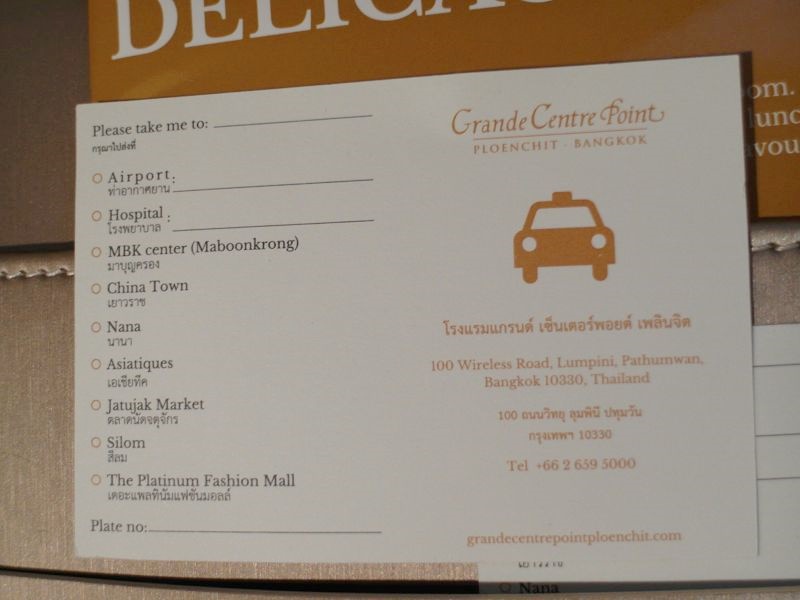 DELICA
om.
lunc
avou
Please take me to:
กรุณาไปส่งที่
Airport:
ท่าอากาศยาน
Hospital :
โรงพยาบาล
MBK center (Maboonkrong)
มาบุญครอง
China Town
เยาวราช
Nana
นานา
Asiatiques
เอเชียทีค
Jatujak Market
ตลาดนัดจตุจักร
Silom
สีลม
The Platinum Fashion Mall
เดอะแพลทินัมแฟชั่นมอลล์
Plate no:
Grande Centre Point
PLOENCHIT · BANGKOK
โรงแรมแกรนด์ เซ็นเตอร์พอยต์ เพลินจิต
100 Wireless Road, Lumpini, Pathumwan,
Bangkok 10330, Thailand
100 ถนนวิทยุ ลุมพินี ปทุมวัน
กรุงเทพฯ 10330
Tel +66 2 659 5000
grandecentrepointploenchit.com
Nana